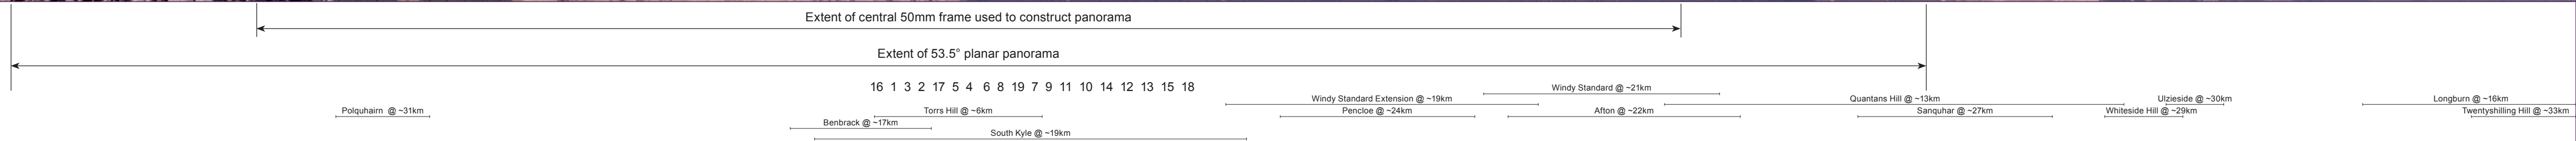 Extent of central 50mm frame used to construct panorama
Extent of 53.5° planar panorama
16 1 3 2 17 5 4 6 8 19 7 9 11 10 14 12 13 15 18
Windy Standard @ ~21km
Windy Standard Extension @ ~19km
Quantans Hill @ ~13km
Ulzieside @ ~30km
Longburn @ ~16km
Polquhairn @ ~31km
Torrs Hill @ ~6km
Pencloe @ ~24km
Afton @ ~22km
Sanquhar @ ~27km
Whiteside Hill @ ~29km
Twentyshilling Hill @ ~33km
Benbrack @ ~17km
South Kyle @ ~19km